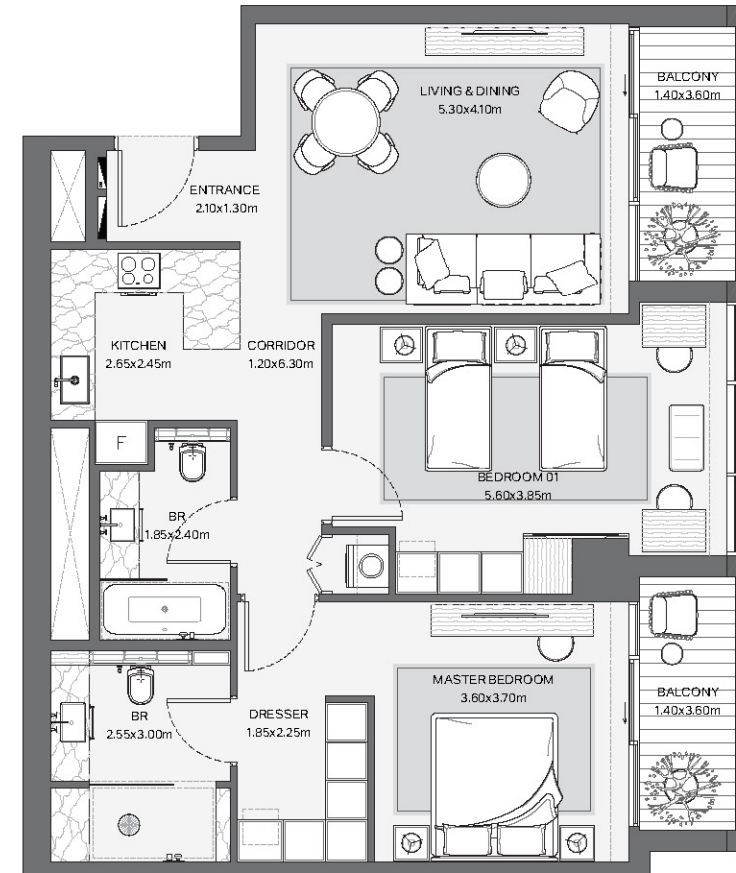 LIVING & DINING
5.30x4.10m
BALCONY
1.40x3.60m
ENTRANCE
2.10x1.30m
KITCHEN
2.65x2.45m
CORRIDOR
1.20x6.30m
F
BEDROOM 01
5.60x3.85m
BR
1.85x2.40m
MASTER BEDROOM
3.60x3.70m
BALCONY
1.40x3.60m
BR
2.55x3.00m
DRESSER
1.85x2.25m